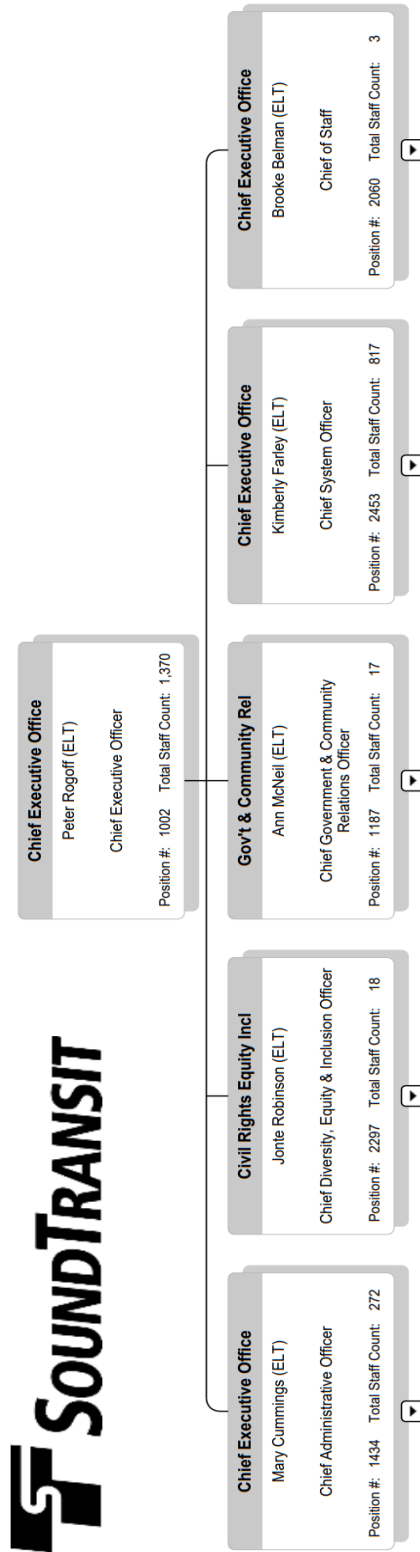 SOUNDTRANSIT
Chief Executive Office
Peter Rogoff (ELT)
Chief Executive Officer
Position #: 1002 Total Staff Count: 1,370
Chief Executive Office
Mary Cummings (ELT)
Chief Administrative Officer
Position #: 1434 Total Staff Count: 272
Civil Rights Equity Incl
Jonte Robinson (ELT)
Chief Diversity, Equity & Inclusion Officer
Position #: 2297 Total Staff Count: 18
Gov't & Community Rel
Ann McNeil (ELT)
Chief Government & Community
Relations Officer
Position #: 1187 Total Staff Count: 17
Chief Executive Office
Kimberly Farley (ELT)
Chief System Officer
Position #: 2453 Total Staff Count: 817
Chief Executive Office
Brooke Belman (ELT)
Chief of Staff
Position #: 2060 Total Staff Count: 3